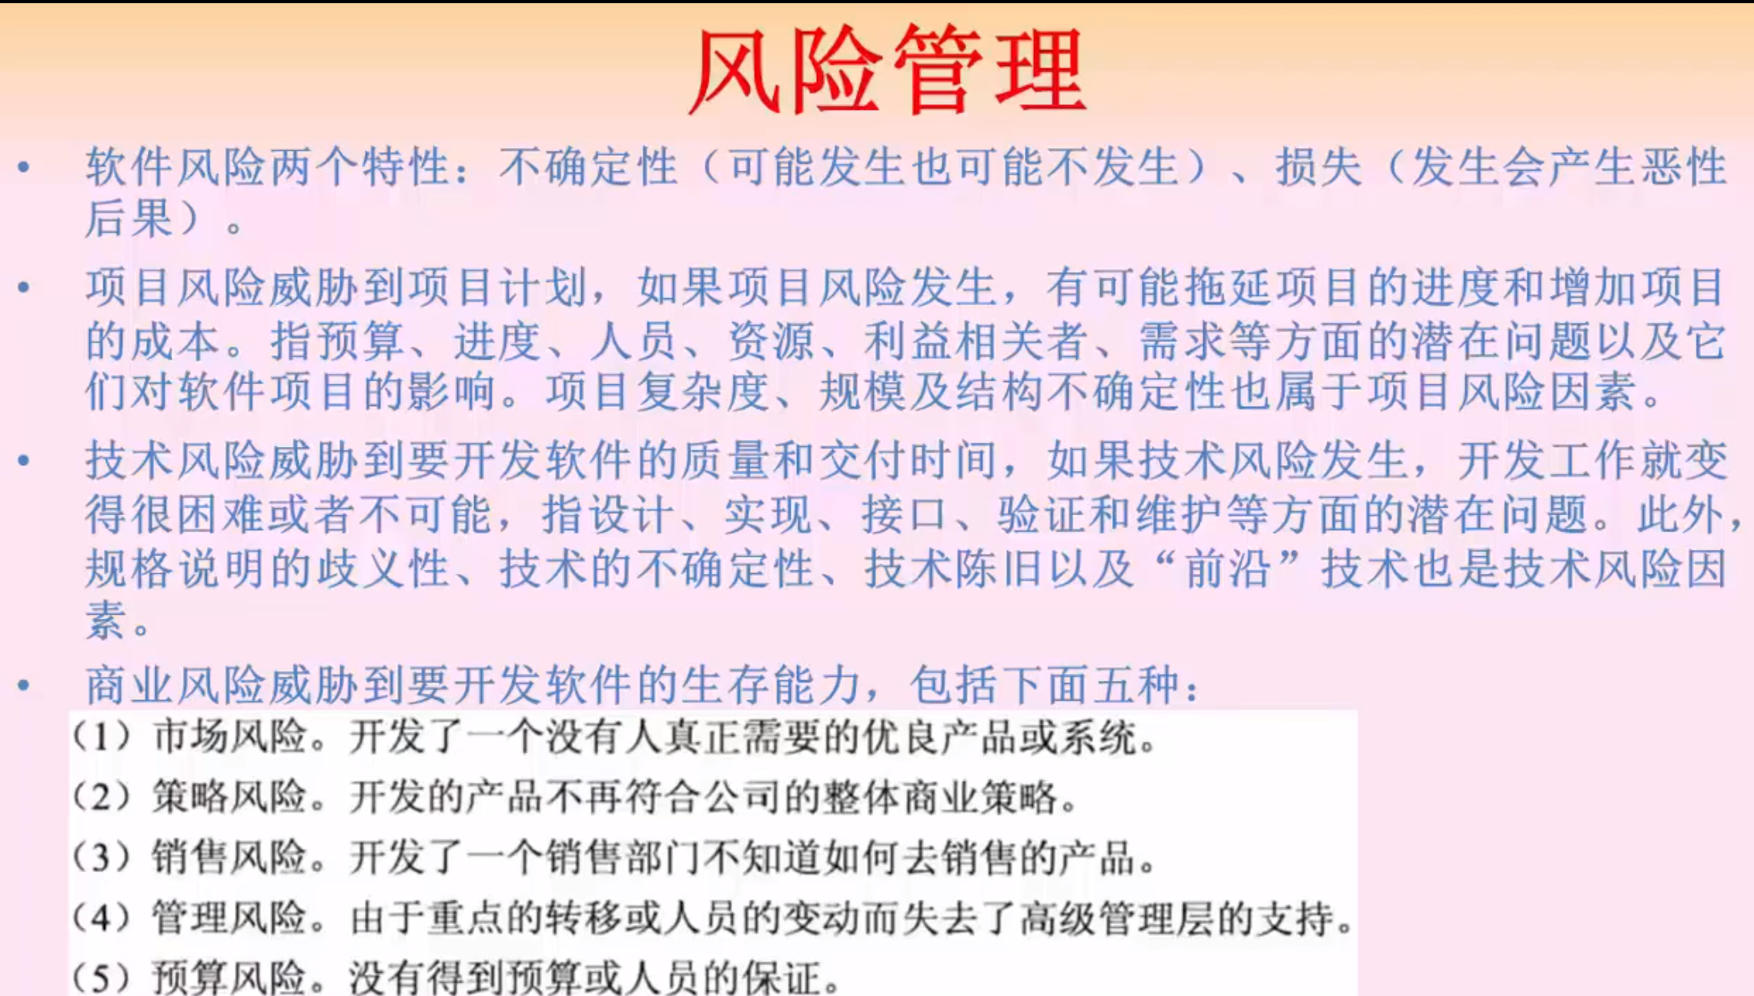 风险管理
• 软件风险两个特性：不确定性（可能发生也可能不发生）、损失（发生会产生恶性
后果）。
• 项目风险威胁到项目计划，如果项目风险发生，有可能拖延项目的进度和增加项目
的成本。指预算、进度、人员、资源、利益相关者、需求等方面的潜在问题以及它
们对软件项目的影响。项目复杂度、规模及结构不确定性也属于项目风险因素。
• 技术风险威胁到要开发软件的质量和交付时间，如果技术风险发生，开发工作就变
得很困难或者不可能，指设计、实现、接口、验证和维护等方面的潜在问题。此外，
规格说明的歧义性、技术的不确定性、技术陈旧以及“前沿”技术也是技术风险因
素。
• 商业风险威胁到要开发软件的生存能力，包括下面五种：
（1）市场风险。开发了一个没有人真正需要的优良产品或系统。
（2）策略风险。开发的产品不再符合公司的整体商业策略。
（3）销售风险。开发了一个销售部门不知道如何去销售的产品。
（4）管理风险。由于重点的转移或人员的变动而失去了高级管理层的支持。
（5）预算风险。没有得到预算或人员的保证。